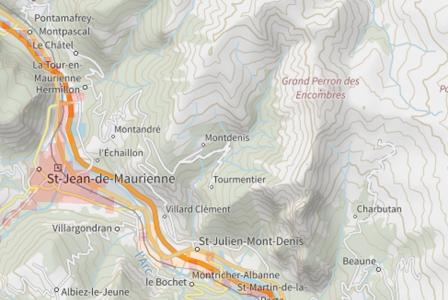 Pontamafrey-
Montpascal
Le Châtel
La Tour-en-
Maurienne
Hermillon
Grand Perron des
Encombres
Montandré
Montdenis
l'Échaillon
St-Jean-de-Maurienne
Tourmentier
Villard Clément
Charbutan
Villargondran
St-Julien-Mont-Denis
l'Arc
Beaune
Montricher-Albanne
le Bochet
St-Martin-de-la
Albiez-le-Jeune